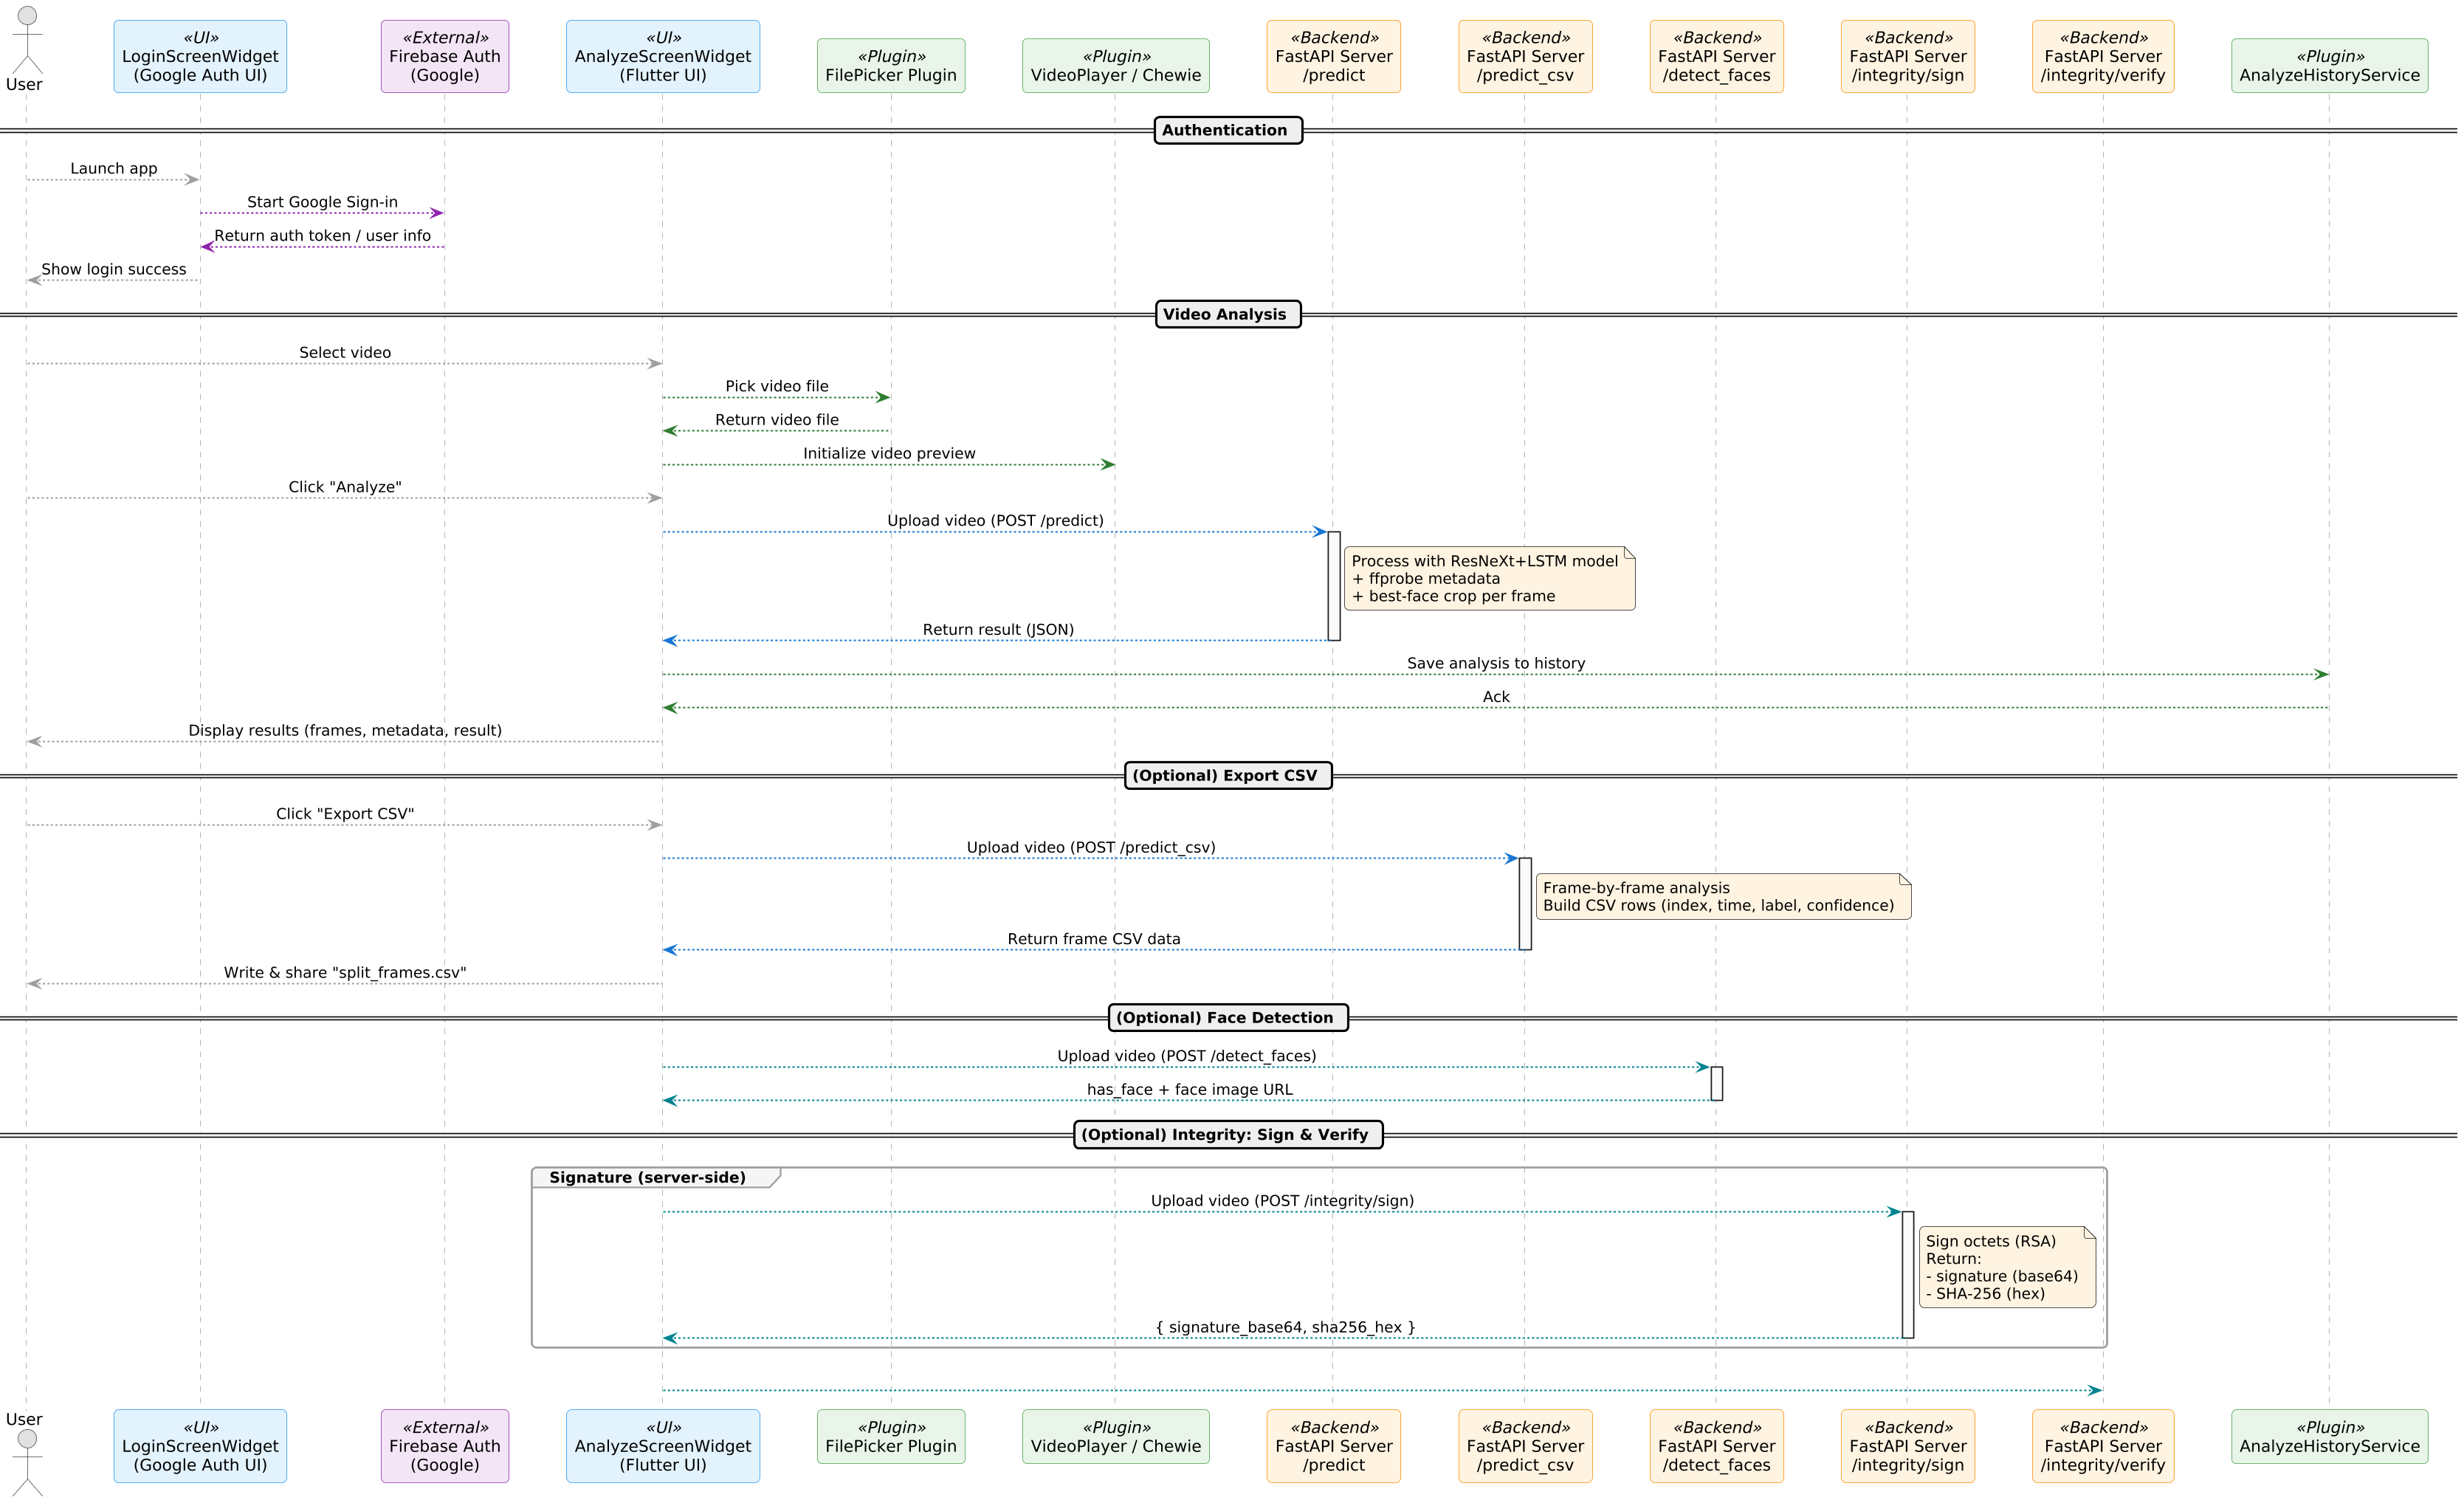 User
«UI»
LoginScreenWidget
(Google Auth UI)
«External»
Firebase Auth
(Google)
«UI»
AnalyzeScreenWidget
(Flutter UI)
«Plugin»
FilePicker Plugin
«Plugin»
VideoPlayer / Chewie
«Backend»
FastAPI Server
/predict
«Backend»
FastAPI Server
/predict_csv
«Backend»
FastAPI Server
/detect_faces
«Backend»
FastAPI Server
/integrity/sign
«Backend»
FastAPI Server
/integrity/verify
«Plugin»
AnalyzeHistoryService
Authentication
Launch app
Start Google Sign-in
Return auth token / user info
Show login success
Video Analysis
Select video
Pick video file
Return video file
Initialize video preview
Click "Analyze"
Upload video (POST /predict)
Process with ResNeXt+LSTM model
+ ffprobe metadata
+ best-face crop per frame
Return result (JSON)
Save analysis to history
Ack
Display results (frames, metadata, result)
(Optional) Export CSV
Click "Export CSV"
Upload video (POST /predict_csv)
Frame-by-frame analysis
Build CSV rows (index, time, label, confidence)
Return frame CSV data
Write & share "split_frames.csv"
(Optional) Face Detection
Upload video (POST /detect_faces)
has_face + face image URL
(Optional) Integrity: Sign & Verify
Signature (server-side)
Upload video (POST /integrity/sign)
Sign octets (RSA)
Return:
- signature (base64)
- SHA-256 (hex)
{ signature_base64, sha256_hex }
User
«UI»
LoginScreenWidget
(Google Auth UI)
«External»
Firebase Auth
(Google)
«UI»
AnalyzeScreenWidget
(Flutter UI)
«Plugin»
FilePicker Plugin
«Plugin»
VideoPlayer / Chewie
«Backend»
FastAPI Server
/predict
«Backend»
FastAPI Server
/predict_csv
«Backend»
FastAPI Server
/detect_faces
«Backend»
FastAPI Server
/integrity/sign
«Backend»
FastAPI Server
/integrity/verify
«Plugin»
AnalyzeHistoryService